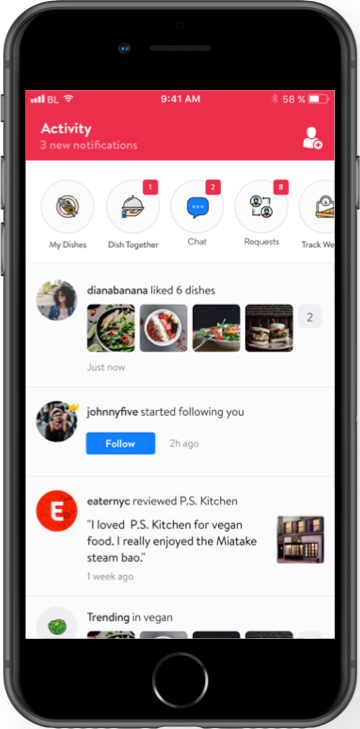 BL 9:41 AM 58 %
Activity
3 new notifications
1 2 8
My Dishes Dish Together Chat Requests Track We
dianabanana liked 6 dishes
2
Just now
johnnyfive started following you
Follow 2h ago
E
eaternyc reviewed P.S. Kitchen
"I loved P.S. Kitchen for vegan
food. I really enjoyed the Miatake
steam bao."
1 week ago
Trending in vegan